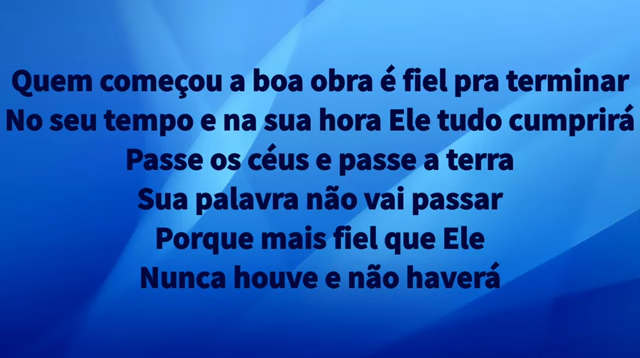 Quem começou a boa obra é fiel pra terminar
No seu tempo e na sua hora Ele tudo cumprirá
Passe os céus e passe a terra
Sua palavra não vai passar
Porque mais fiel que Ele
Nunca houve e não haverá